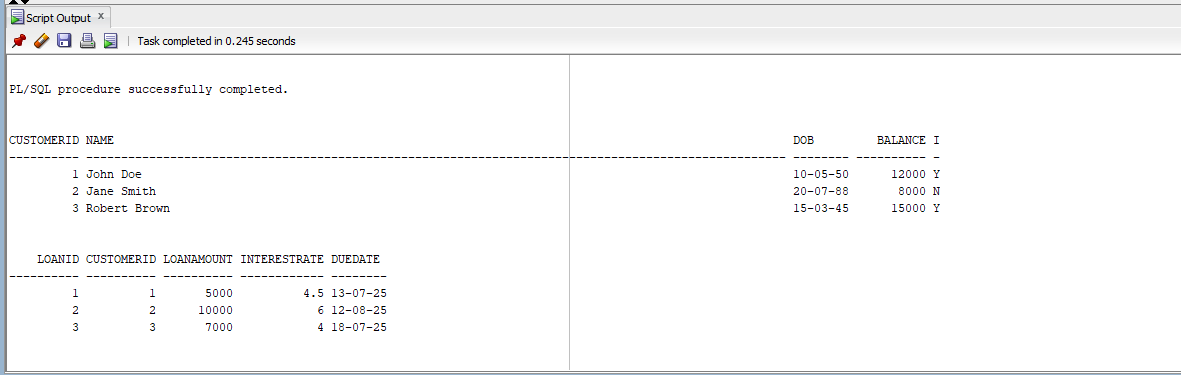 Script Output x
Task completed in 0.245 seconds
PL/SQL procedure successfully completed.
CUSTOMERID NAME                                                                                                 DOB         BALANCE I
---------- ---------------------------------------------------------------------------------------------------- -------- ---------- -
         1 John Doe                                                                                             10-05-50      12000 Y
         2 Jane Smith                                                                                           20-07-88       8000 N
         3 Robert Brown                                                                                         15-03-45      15000 Y
    LOANID CUSTOMERID LOANAMOUNT INTERESTRATE DUEDATE
---------- ---------- ---------- ------------ --------
         1          1       5000          4.5 13-07-25
         2          2      10000            6 12-08-25
         3          3       7000            4 18-07-25